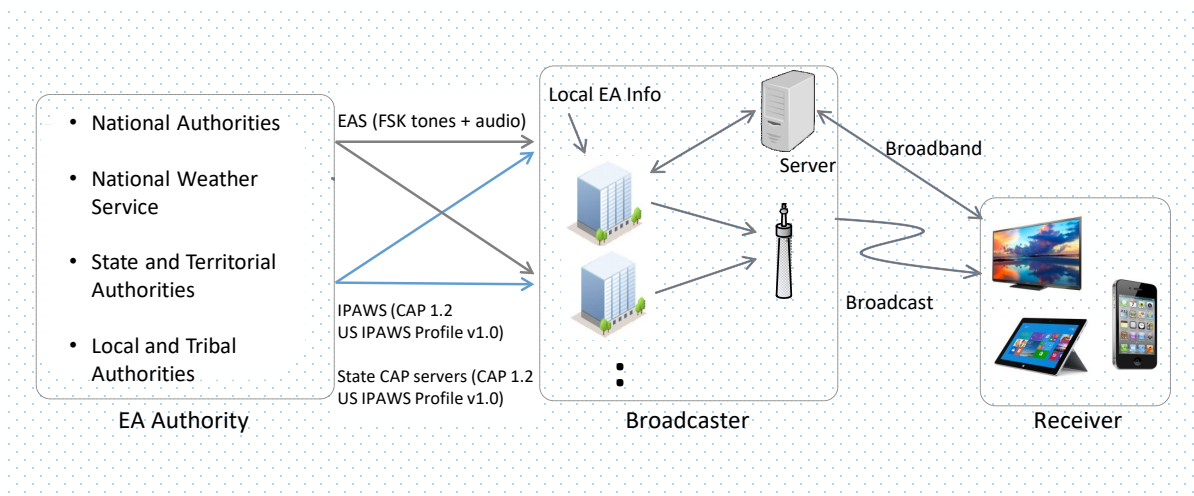 • National Authorities
• National Weather
Service
• State and Territorial
Authorities
• Local and Tribal
Authorities
EA Authority
EAS (FSK tones + audio)
IPAWS (CAP 1.2
US IPAWS Profile v1.0)
State CAP servers (CAP 1.2
US IPAWS Profile v1.0)
Local EA Info
Server
:
Broadcaster
Broadband
Broadcast
Receiver